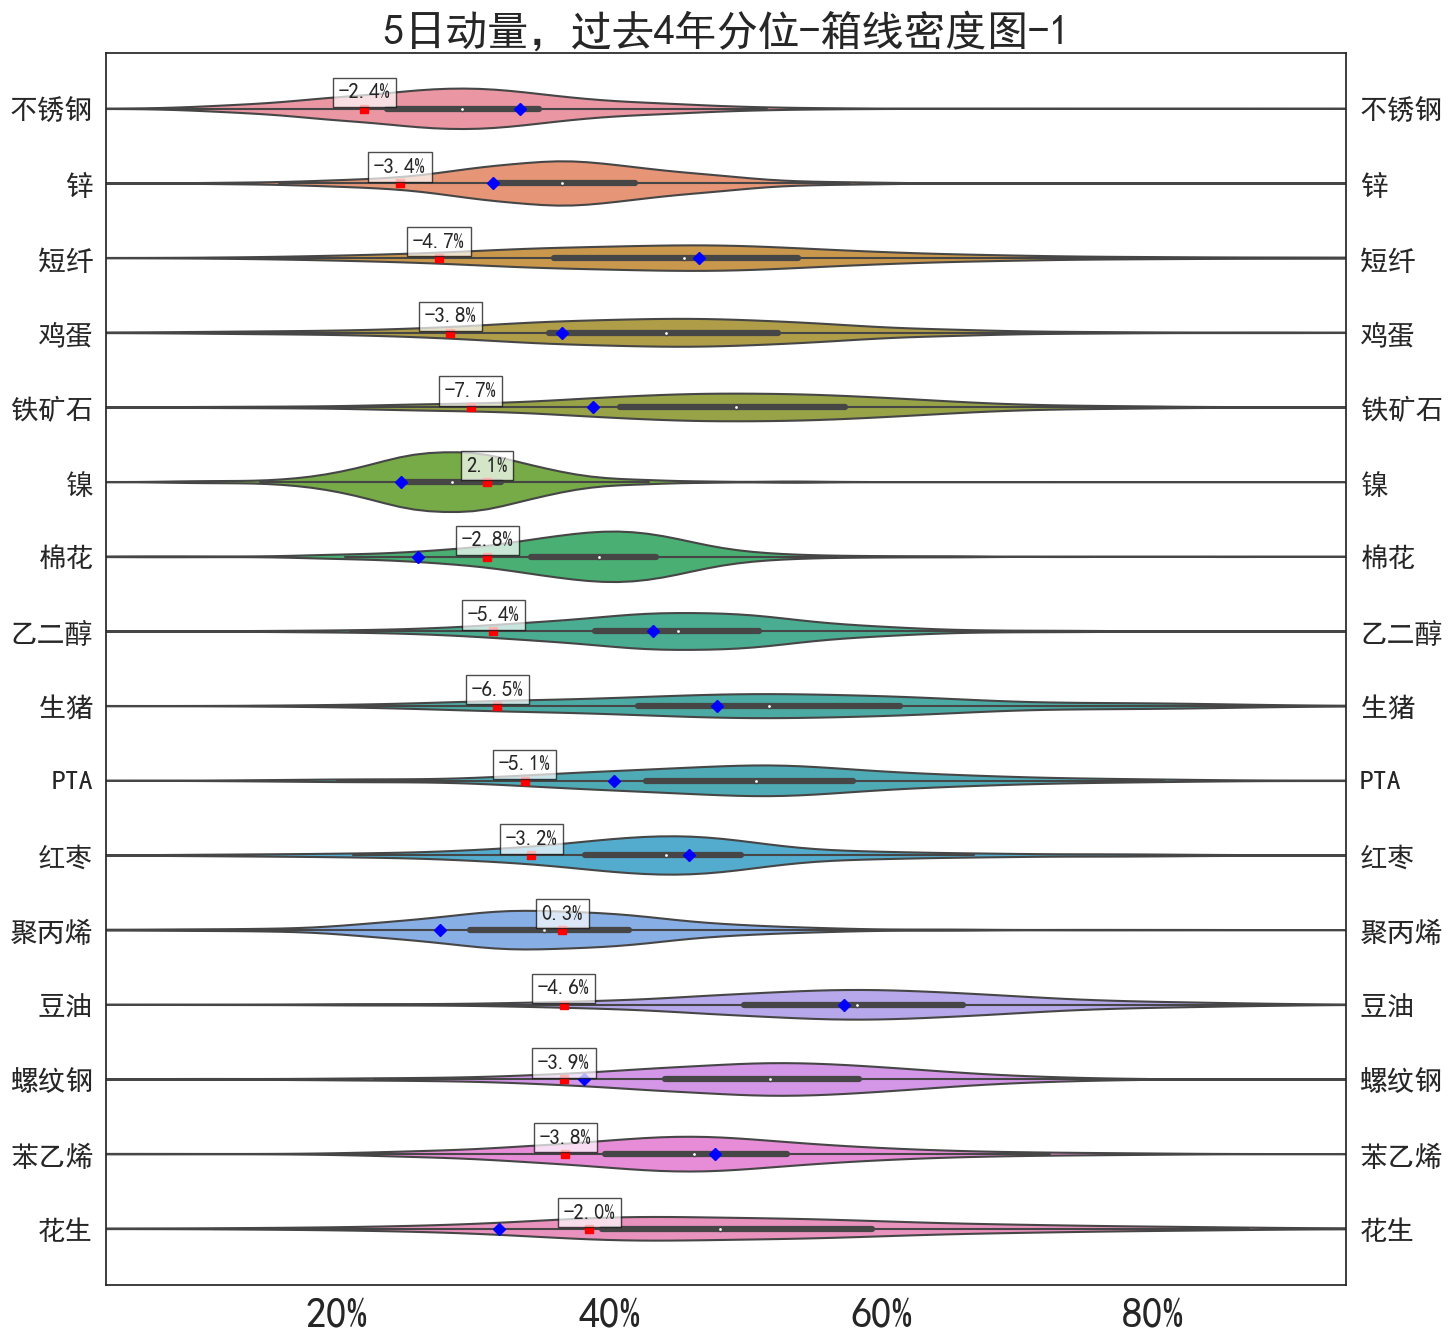 5日动量，过去4年分位-箱线密度图-1
不锈钢 -2.4% 不锈钢
锌 -3.4% 锌
短纤 -4.7% 短纤
鸡蛋 -3.8% 鸡蛋
铁矿石 -7.7% 铁矿石
镍 2.1% 镍
棉花 -2.8% 棉花
乙二醇 -5.4% 乙二醇
生猪 -6.5% 生猪
PTA -5.1% PTA
红枣 -3.2% 红枣
聚丙烯 0.3% 聚丙烯
豆油 -4.6% 豆油
螺纹钢 -3.9% 螺纹钢
苯乙烯 -3.8% 苯乙烯
花生 -2.0% 花生
20% 40% 60% 80%